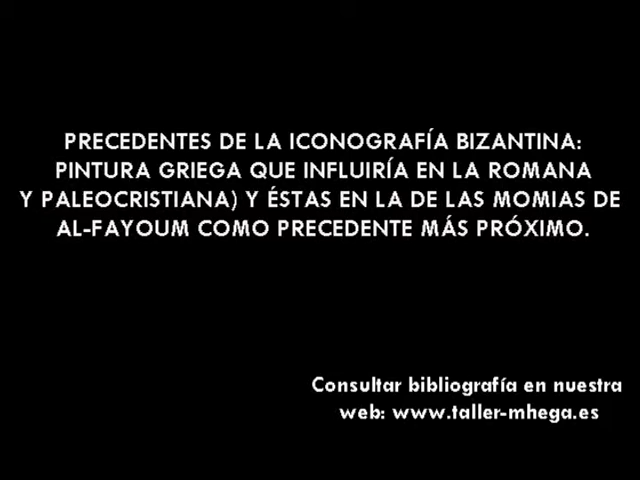 PRECEDENTES DE LA ICONOGRAFÍA BIZANTINA:
PINTURA GRIEGA QUE INFLUIRÍA EN LA ROMANA
Y PALEOCRISTIANA) Y ÉSTAS EN LA DE LAS MOMIAS DE
AL-FAYOUM COMO PRECEDENTE MÁS PRÓXIMO.
Consultar bibliografía en nuestra
web: www.taller-mhega.es